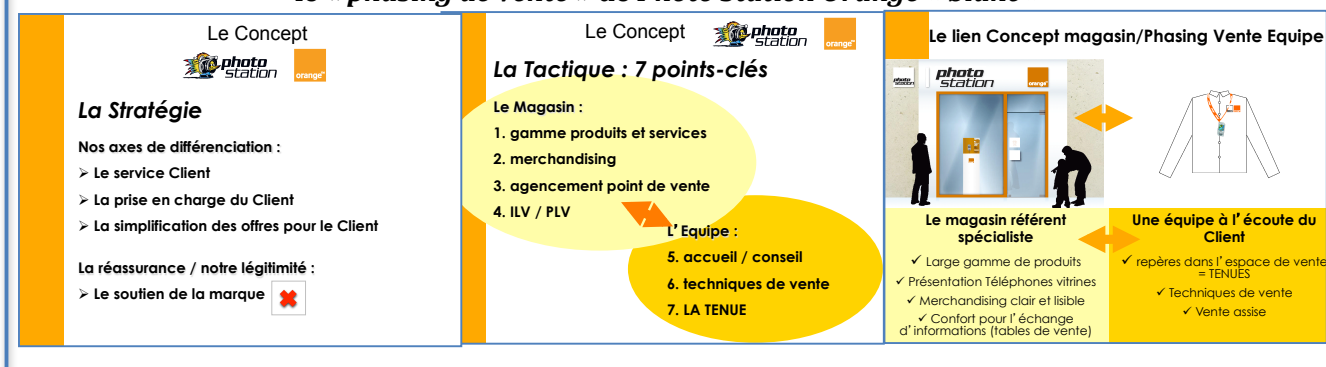 Le Concept
photo
station
orange™
La Stratégie
Nos axes de différenciation :
➢ Le service Client
➢ La prise en charge du Client
➢ La simplification des offres pour le Client
La réassurance / notre légitimité :
➢ Le soutien de la marque
Le Concept
photo
station
orange™
La Tactique : 7 points-clés
Le Magasin :
1. gamme produits et services
2. merchandising
3. agencement point de vente
4. ILV / PLV
L’Equipe :
5. accueil / conseil
6. techniques de vente
7. LA TENUE
Le lien Concept magasin/Phasing Vente Equipe
photo
station
orange™
Le magasin référent
spécialiste
✓ Large gamme de produits
✓ Présentation Téléphones vitrines
✓ Merchandising clair et lisible
✓ Confort pour l’échange
d’informations (tables de vente)
Une équipe à l’écoute du
Client
✓ repères dans l’espace de vente
= TENUES
✓ Techniques de vente
✓ Vente assise